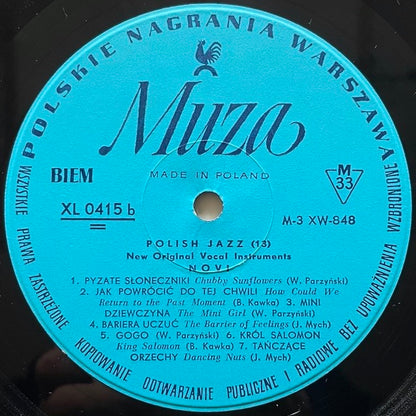 POLSKIE NAGRANIA WARSZAWA
Muza
BIEM
MADE IN POLAND
M
33
XL 0415 b
M-3 XW-848
POLISH JAZZ (13)
New Original Vocal Instruments
NOVI
1. PYZATE SŁONECZNIKI Chubby Sunflowers (W. Parzyński)
2. JAK POWRÓCIĆ DO TEJ CHWILI How Could We
Return to the Past Moment (B. Kawka) 3. MINI
DZIEWCZYNA The Mini Girl (W. Parzyński)
4. BARIERA UCZUĆ The Barrier of Feelings (J. Mych)
5. GOGO (W. Parzyński) 6. KRÓL SALOMON
King Salomon (B. Kawka) 7. TAŃCZĄCE
ORZECHY Dancing Nuts (J. Mych)
WSZYSTKIE PRAWA ZASTRZEŻONE KOPIOWANIE ODTWARZANIE PUBLICZNE I RADIOWE BEZ UPOWAŻNIENIA WZBRONIONE